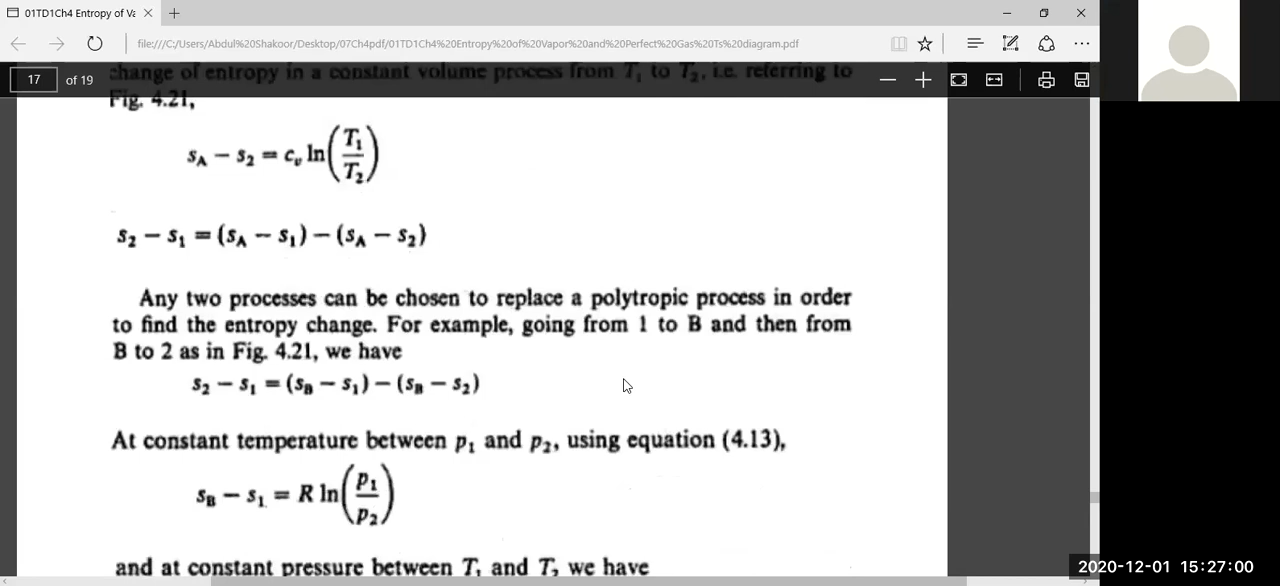 01TD1Ch4 Entropy of Va
file:///C:/Users/Abdul%20Shakoor/Desktop/07Ch4pdf/01TD1Ch4%20Entropy%20of%20Vapor%20and%20Perfect%20Gas%20Ts%20diagram.pdf
17 of 19
change of entropy in a constant volume process from T₁ to T₂, i.e. referring to
Fig. 4.21,
s_A − s₂ = c_v ln(T₁/T₂)
s₂ − s₁ = (s_A − s₁) − (s_A − s₂)
Any two processes can be chosen to replace a polytropic process in order
to find the entropy change. For example, going from 1 to B and then from
B to 2 as in Fig. 4.21, we have
s₂ − s₁ = (s_B − s₁) − (s_B − s₂)
At constant temperature between p₁ and p₂, using equation (4.13),
s_B − s₁ = R ln(p₁/p₂)
and at constant pressure between T₁ and T₂ we have
2020-12-01 15:27:00